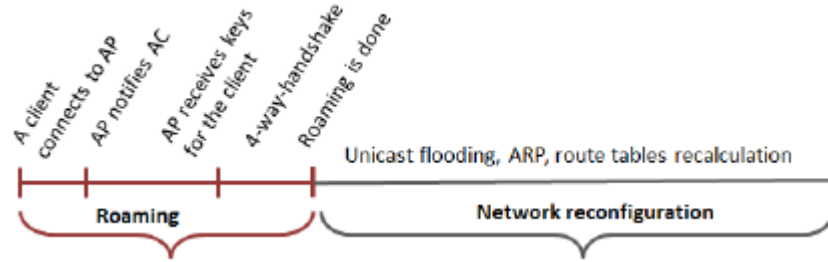 A client
connects to AP
AP notifies AC
AP receives keys
for the client
4-way-handshake
Roaming is done
Unicast flooding, ARP, route tables recalculation
Roaming
Network reconfiguration